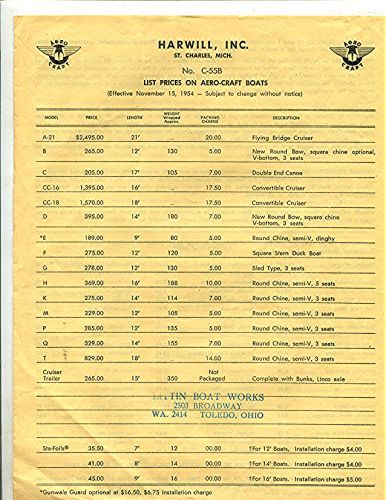 AERO CRAFT
HARWILL, INC.
AERO CRAFT
ST. CHARLES, MICH.
No. C-55B
LIST PRICES ON AERO-CRAFT BOATS
(Effective November 15, 1954 — Subject to change without notice)
MODEL PRICE LENGTH WEIGHT Wrapped Approx. PACKING CHARGE DESCRIPTION
A-21 $2,495.00 21' 20.00 Flying Bridge Cruiser
B 265.00 12' 130 5.00 New Round Bow, square chine optional,
V-bottom, 3 seats
C 205.00 17' 105 7.00 Double End Canoe
CC-16 1,395.00 16' 17.50 Convertible Cruiser
CC-18 1,570.00 18' 17.50 Convertible Cruiser
D 395.00 14' 180 7.00 New Round Bow, square chine
V-bottom, 3 seats
*E 189.00 9' 80 5.00 Round Chine, semi-V, dinghy
F 275.00 12' 120 5.00 Square Stern Duck Boat
G 278.00 12' 130 5.00 Sled Type, 3 seats
H 369.00 16' 188 10.00 Round Chine, semi-V, 5 seats
K 275.00 14' 114 7.00 Round Chine, semi-V, 3 seats
M 229.00 12' 105 5.00 Round Chine, semi-V, 3 seats
P 285.00 12' 135 5.00 Round Chine, semi-V, 3 seats
Q 329.00 14' 155 7.00 Round Chine, semi-V, 3 seats
T 829.00 18' 14.00 Round Chine, semi-V, 3 seats
Cruiser
Trailer 265.00 15' 350 Not Packaged Complete with Bunks, Linco axle
BOAT WORKS
2503 BROADWAY
WA. 2414 TOLEDO, OHIO
Sta-Foils® 35.50 7' 12 00.00 †For 12' Boats, Installation charge $4.00
41.00 8' 14 00.00 †For 14' Boats, Installation charge $4.00
45.00 9' 16 00.00 †For 16' Boats, Installation charge $5.00
*Gunwale Guard optional at $16.50, $6.75 installation charge